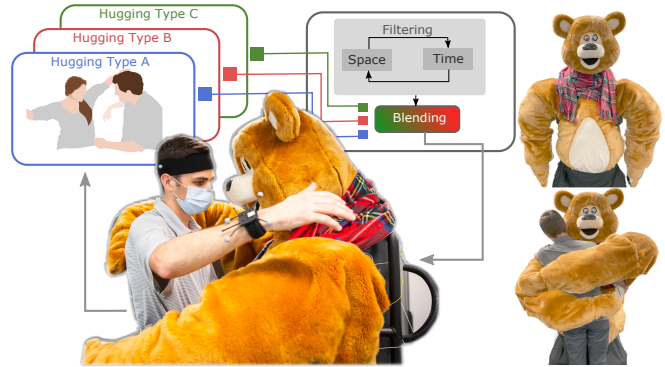 Hugging Type C
Hugging Type B
Hugging Type A
Filtering
Space
Time
Blending